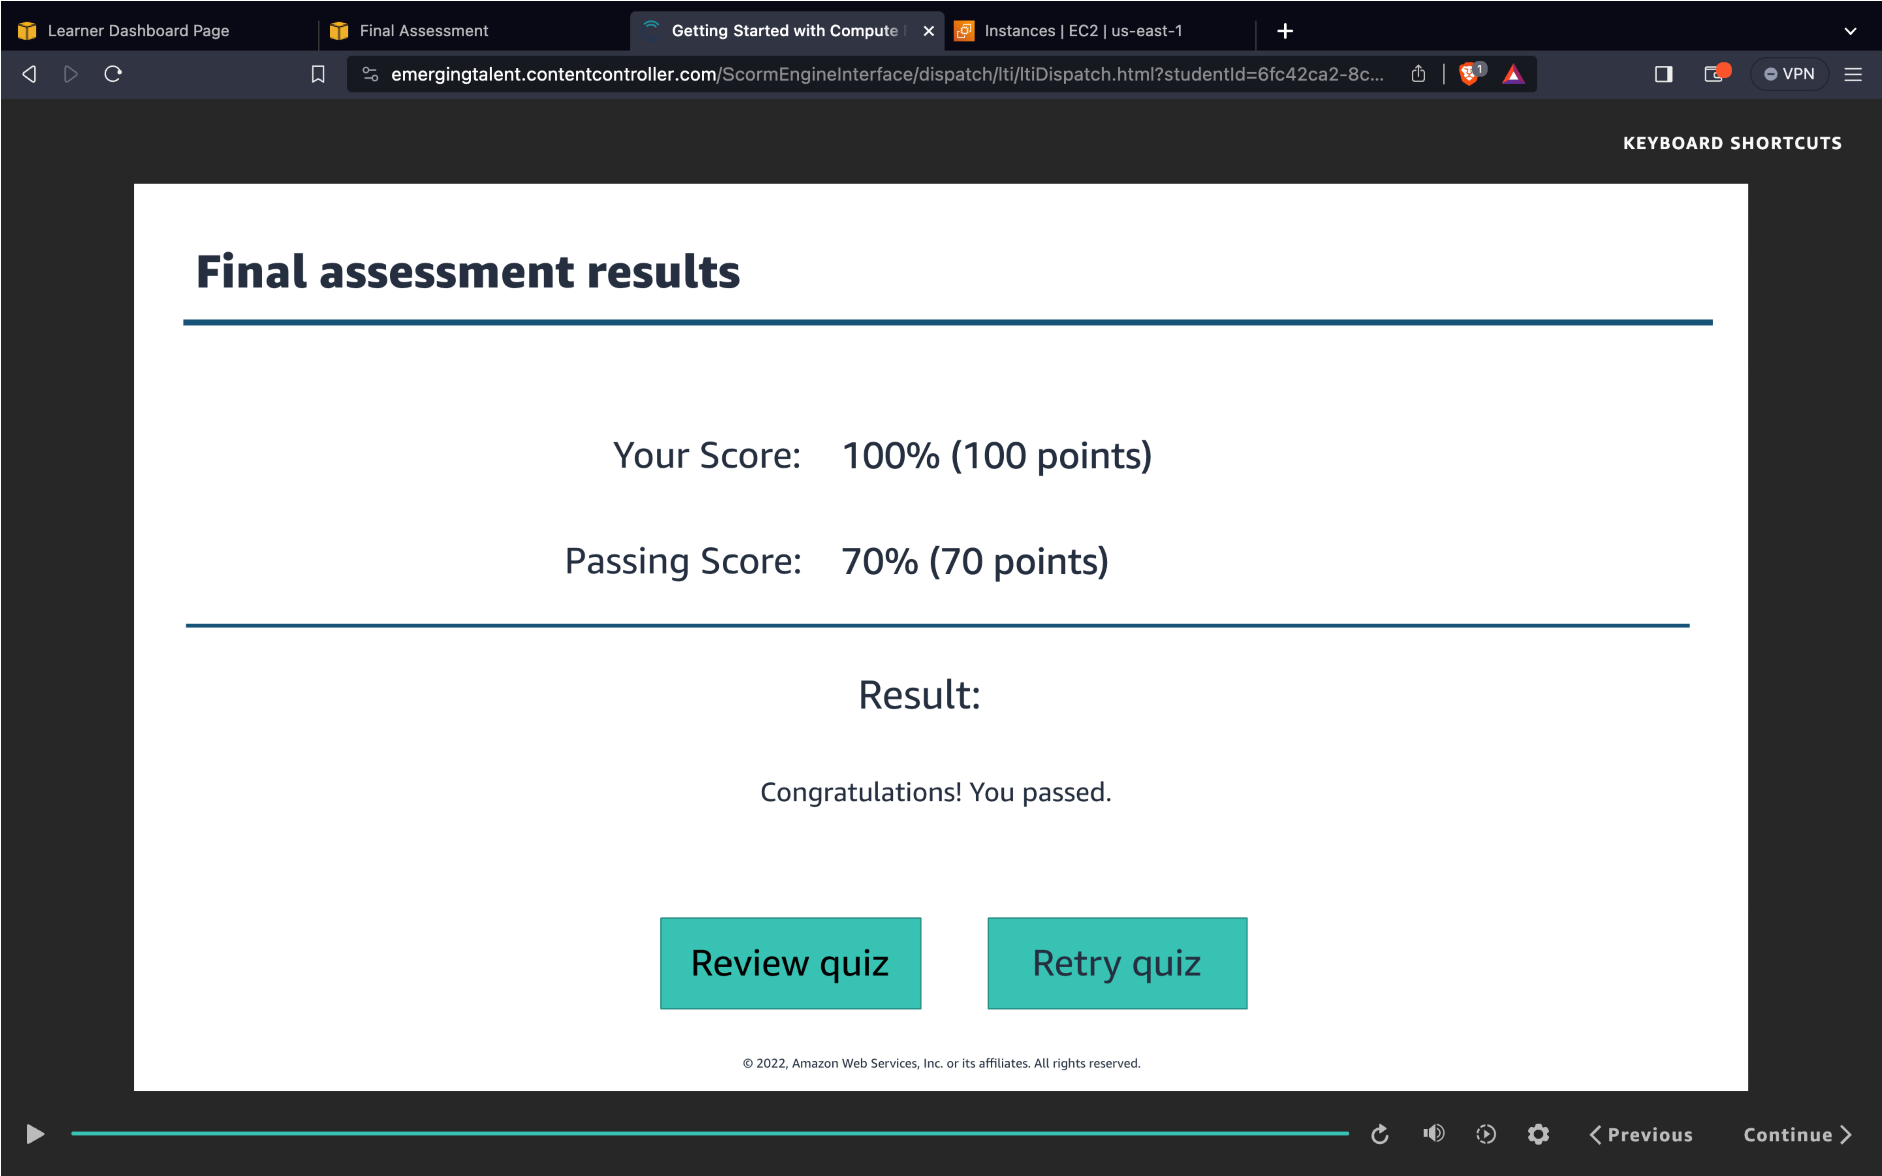 Learner Dashboard Page
Final Assessment
Getting Started with Compute
Instances | EC2 | us-east-1
emergingtalent.contentcontroller.com/ScormEngineInterface/dispatch/lti/ltiDispatch.html?studentId=6fc42ca2-8c...
1
VPN
KEYBOARD SHORTCUTS
Final assessment results
Your Score: 100% (100 points)
Passing Score: 70% (70 points)
Result:
Congratulations! You passed.
Review quiz
Retry quiz
© 2022, Amazon Web Services, Inc. or its affiliates. All rights reserved.
Previous
Continue